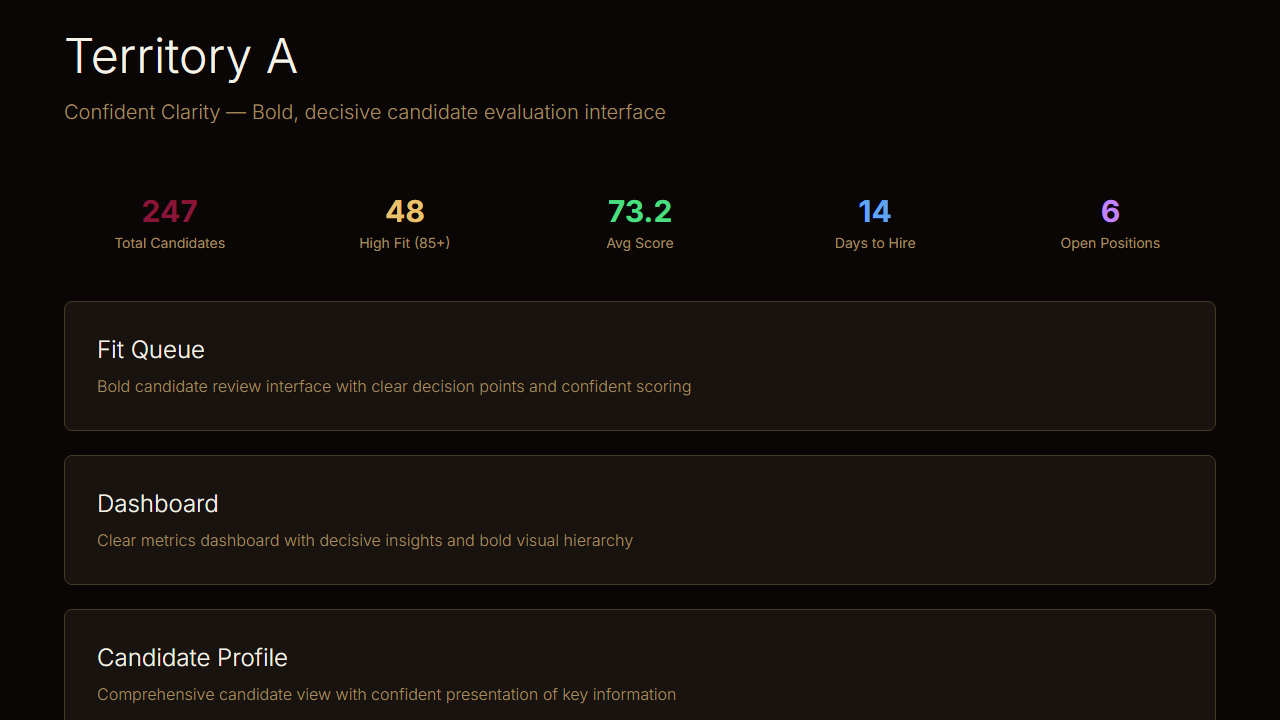 Territory A
Confident Clarity — Bold, decisive candidate evaluation interface
247
Total Candidates
48
High Fit (85+)
73.2
Avg Score
14
Days to Hire
6
Open Positions
Fit Queue
Bold candidate review interface with clear decision points and confident scoring
Dashboard
Clear metrics dashboard with decisive insights and bold visual hierarchy
Candidate Profile
Comprehensive candidate view with confident presentation of key information